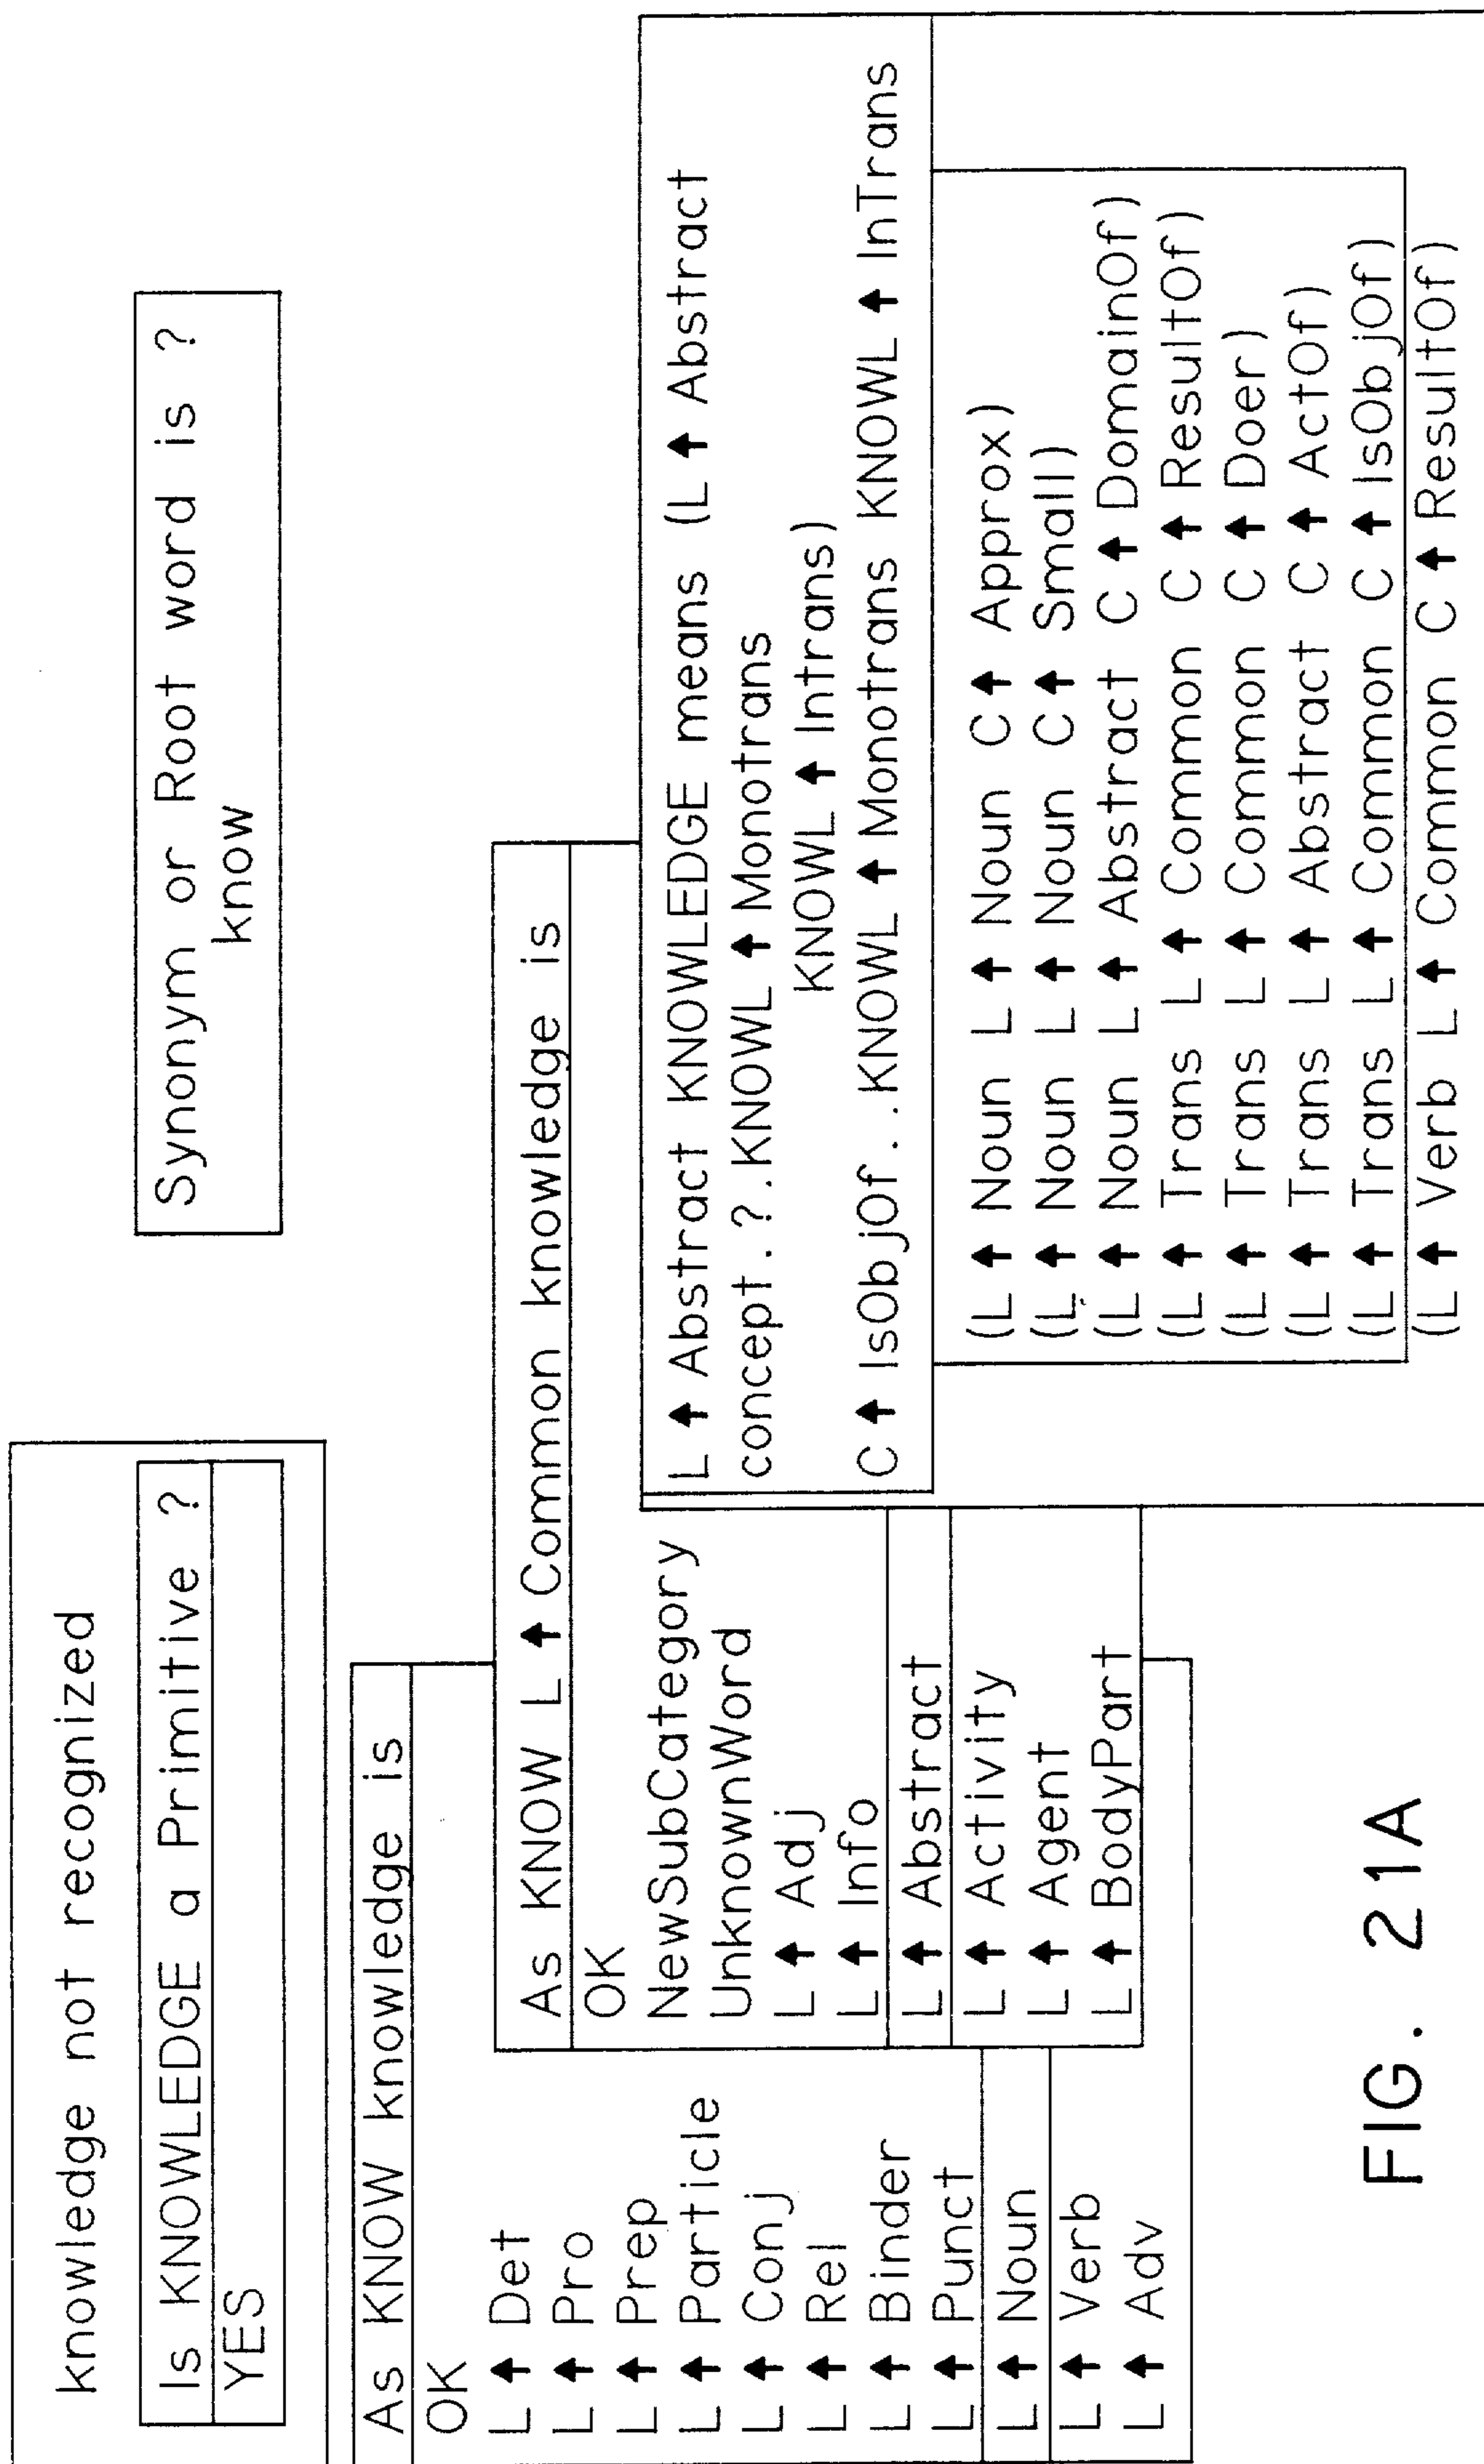 knowledge not recognized
Is KNOWLEDGE a Primitive ?
YES
Synonym or Root word is ?
know
As KNOW knowledge is
OK
L ↑ Det
L ↑ Pro
L ↑ Prep
L ↑ Particle
L ↑ Conj
L ↑ Rel
L ↑ Binder
L ↑ Punct
L ↑ Noun
L ↑ Verb
L ↑ Adv
As KNOW L ↑ Common knowledge is
OK
NewSubCategory
UnknownWord
L ↑ Adj
L ↑ Info
L ↑ Abstract
L ↑ Activity
L ↑ Agent
L ↑ BodyPart
L ↑ Abstract KNOWLEDGE means (L ↑ Abstract
concept.?.KNOWL ↑ Monotrans
KNOWL ↑ Intrans)
C ↑ IsObjOf..KNOWL ↑ Monotrans KNOWL ↑ InTrans
(L ↑ Noun L ↑ Noun C ↑ Approx)
(L ↑ Noun L ↑ Noun C ↑ Small)
(L ↑ Noun L ↑ Abstract C ↑ DomainOf)
(L ↑ Trans L ↑ Common C ↑ ResultOf)
(L ↑ Trans L ↑ Common C ↑ Doer)
(L ↑ Trans L ↑ Abstract C ↑ ActOf)
(L ↑ Trans L ↑ Common C ↑ IsObjOf)
(L ↑ Verb L ↑ Common C ↑ ResultOf)
FIG. 21A